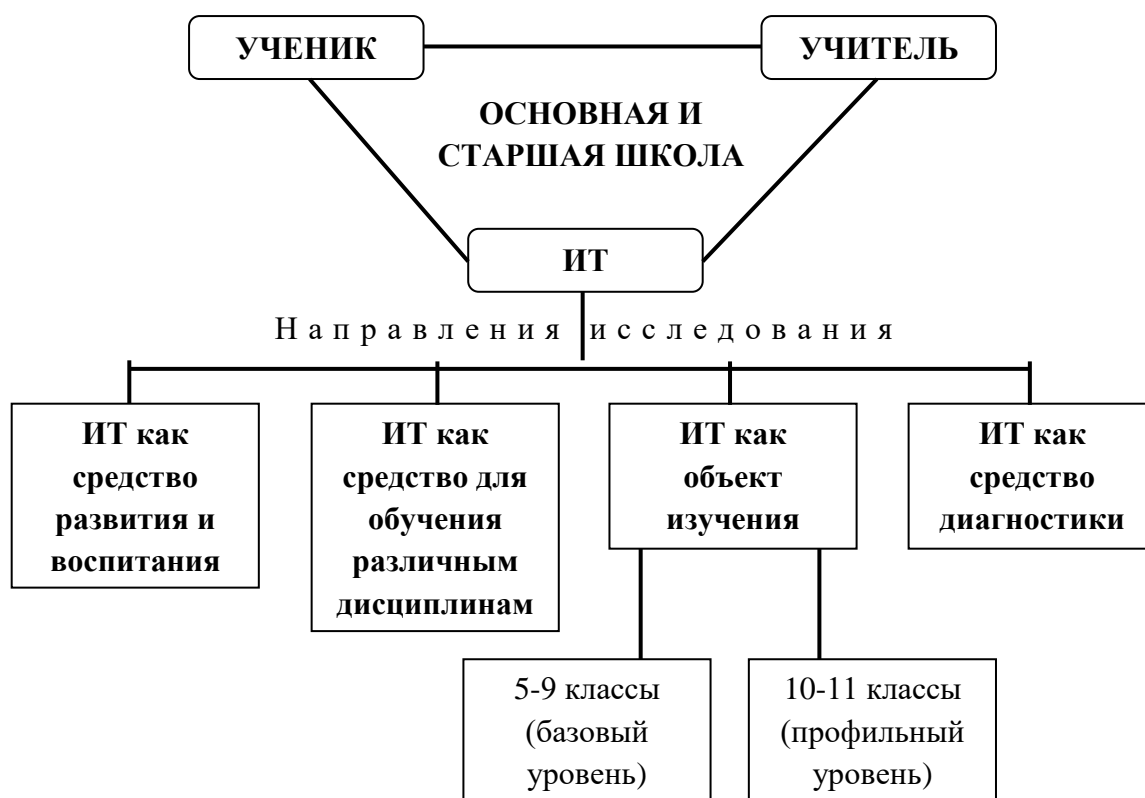 УЧЕНИК
УЧИТЕЛЬ
ОСНОВНАЯ И
СТАРШАЯ ШКОЛА
ИТ
Направления исследования
ИТ как
средство
развития и
воспитания
ИТ как
средство для
обучения
различным
дисциплинам
ИТ как
объект
изучения
ИТ как
средство
диагностики
5-9 классы
(базовый
уровень)
10-11 классы
(профильный
уровень)